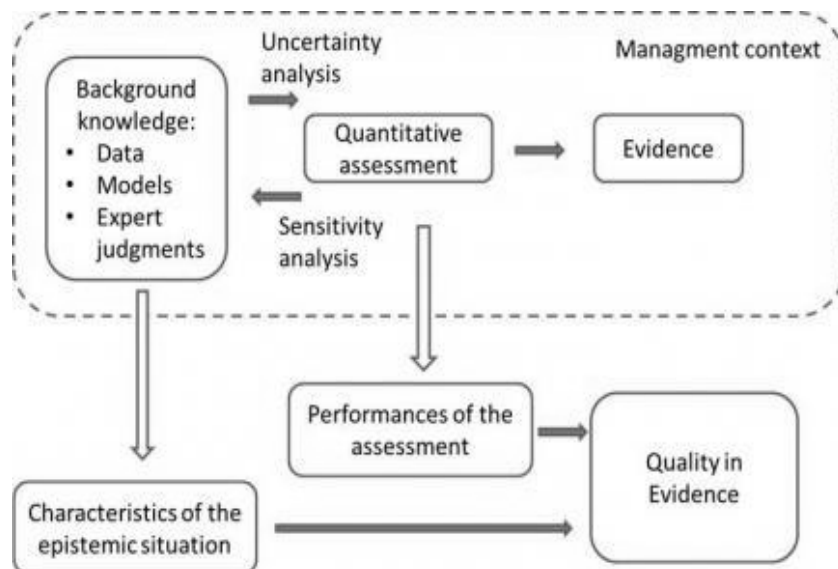 Uncertainty
analysis
Managment context
Background
knowledge:
• Data
• Models
• Expert
judgments
Quantitative
assessment
Evidence
Sensitivity
analysis
Performances of the
assessment
Quality in
Evidence
Characteristics of the
epistemic situation